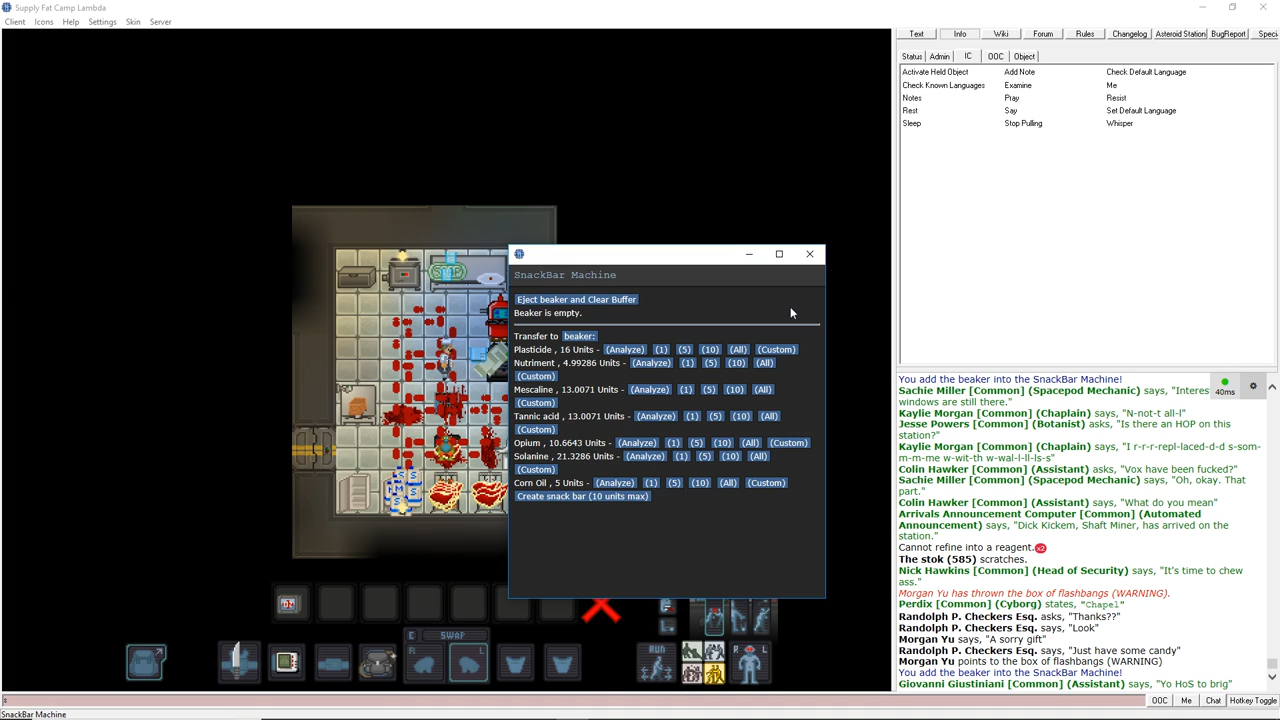 Supply Fat Camp Lambda
Client Icons Help Settings Skin Server
Text Info Wiki Forum Rules Changelog Asteroid Station BugReport Speci
Status Admin IC OOC Object
Activate Held Object Add Note Check Default Language
Check Known Languages Examine Me
Notes Pray Resist
Rest Say Set Default Language
Sleep Stop Pulling Whisper
SnackBar Machine
Eject beaker and Clear Buffer
Beaker is empty.
Transfer to beaker:
Plasticide , 16 Units - (Analyze) (1) (5) (10) (All) (Custom)
Nutriment , 4.99286 Units - (Analyze) (1) (5) (10) (All)
(Custom)
Mescaline , 13.0071 Units - (Analyze) (1) (5) (10) (All)
(Custom)
Tannic acid , 13.0071 Units - (Analyze) (1) (5) (10) (All)
(Custom)
Opium , 10.6643 Units - (Analyze) (1) (5) (10) (All) (Custom)
Solanine , 21.3286 Units - (Analyze) (1) (5) (10) (All)
(Custom)
Corn Oil , 5 Units - (Analyze) (1) (5) (10) (All) (Custom)
Create snack bar (10 units max)
You add the beaker into the SnackBar Machine!
40ms
Sachie Miller [Common] (Spacepod Mechanic) says, "Interes
windows are still there."
Kaylie Morgan [Common] (Chaplain) says, "N-not-t all-l"
Jesse Powers [Common] (Botanist) asks, "Is there an HOP on this
station?"
Kaylie Morgan [Common] (Chaplain) says, "I r-r-r-repl-laced-d-d s-som-
m-m-me w-wit-th w-wal-l-ll-ls-s"
Colin Hawker [Common] (Assistant) asks, "Vox have been fucked?"
Sachie Miller [Common] (Spacepod Mechanic) says, "Oh, okay. That
part."
Colin Hawker [Common] (Assistant) asks, "What do you mean"
Arrivals Announcement Computer [Common] (Automated
Announcement) says, "Dick Kickem, Shaft Miner, has arrived on the
station."
Cannot refine into a reagent. x2
The stok (585) scratches.
Nick Hawkins [Common] (Head of Security) says, "It's time to chew
ass."
Morgan Yu has thrown the box of flashbangs (WARNING).
Perdix [Common] (Cyborg) states, "Chapel"
Randolph P. Checkers Esq. asks, "Thanks??"
Randolph P. Checkers Esq. says, "Look"
Morgan Yu says, "A sorry gift"
Randolph P. Checkers Esq. says, "Just have some candy"
Morgan Yu points to the box of flashbangs (WARNING)
You add the beaker into the SnackBar Machine!
Giovanni Giustiniani [Common] (Assistant) says, "Yo HoS to brig"
E SWAP
R L
RUN
R L
OOC Me Chat Hotkey Toggle
SnackBar Machine